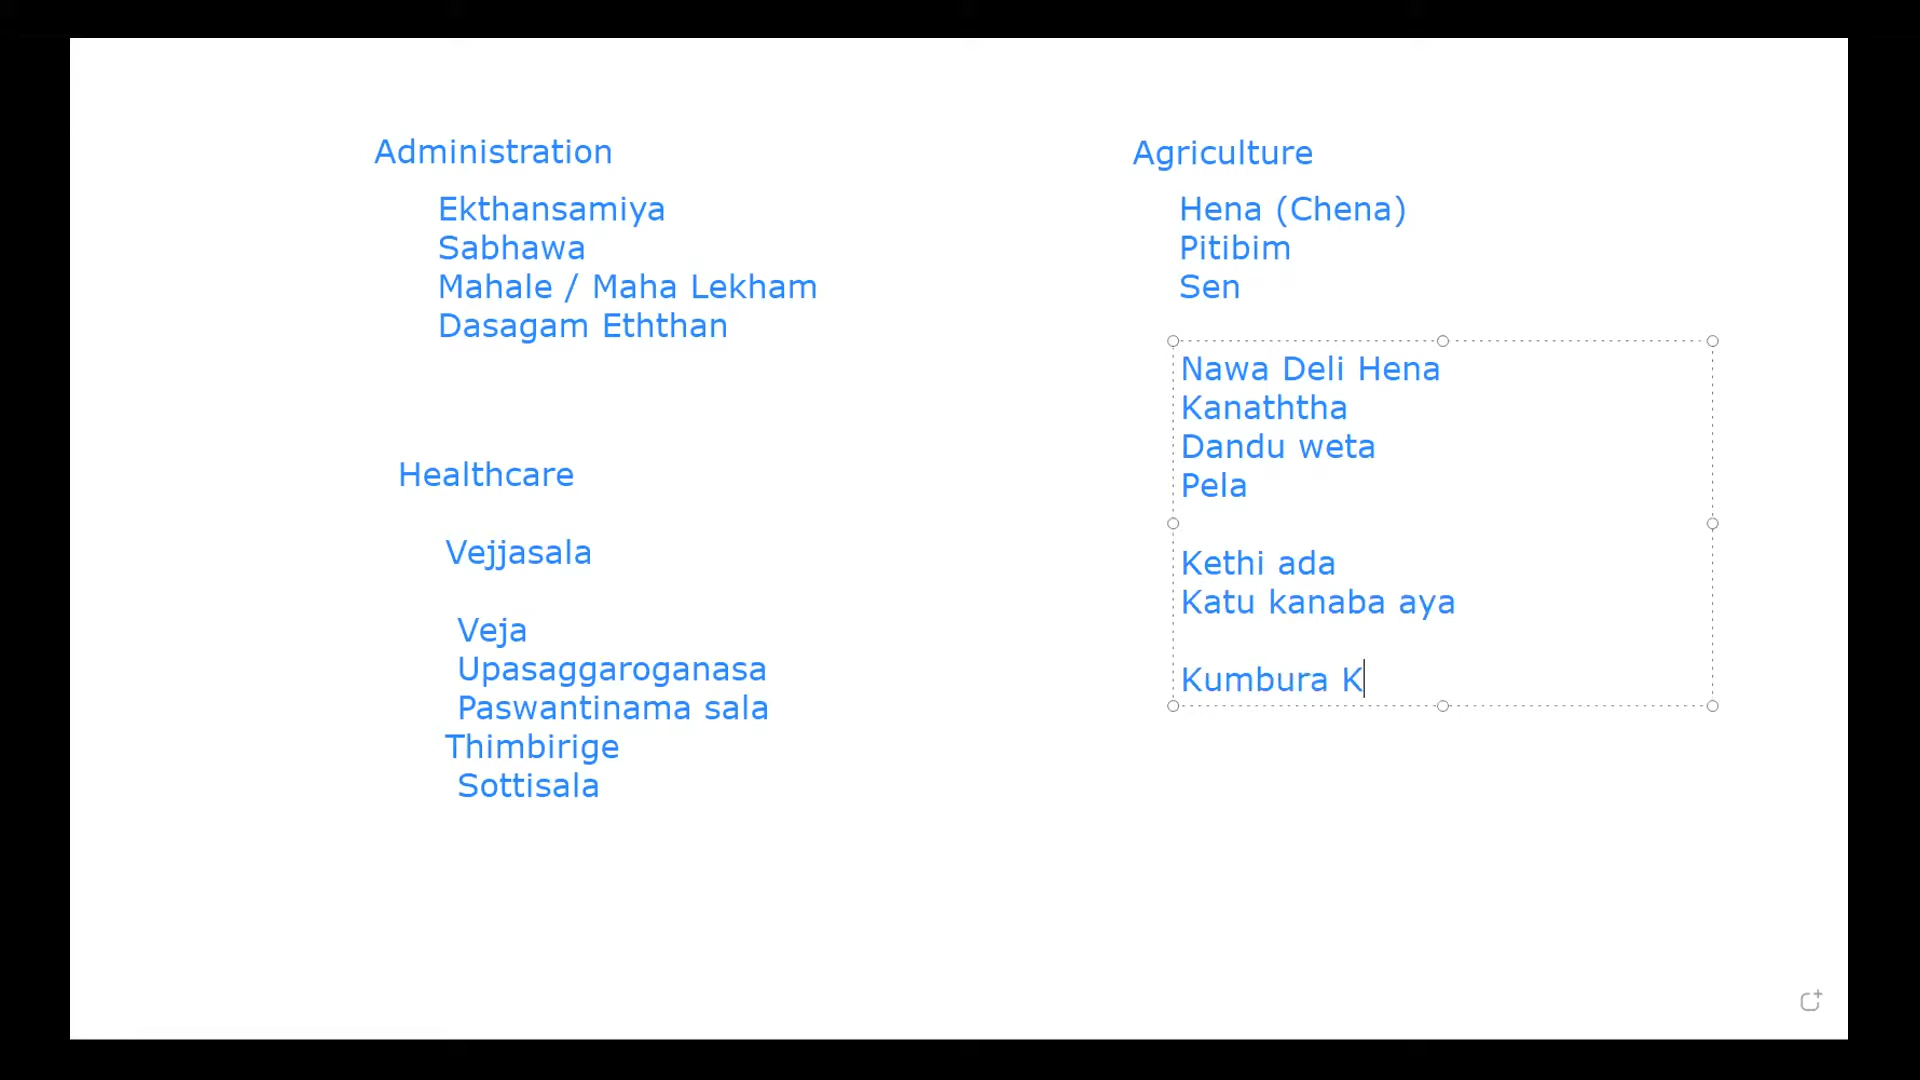 Administration
Ekthansamiya
Sabhawa
Mahale / Maha Lekham
Dasagam Eththan
Healthcare
Vejjasala
Veja
Upasaggaroganasa
Paswantinama sala
Thimbirige
Sottisala
Agriculture
Hena (Chena)
Pitibim
Sen
Nawa Deli Hena
Kanaththa
Dandu weta
Pela
Kethi ada
Katu kanaba aya
Kumbura K